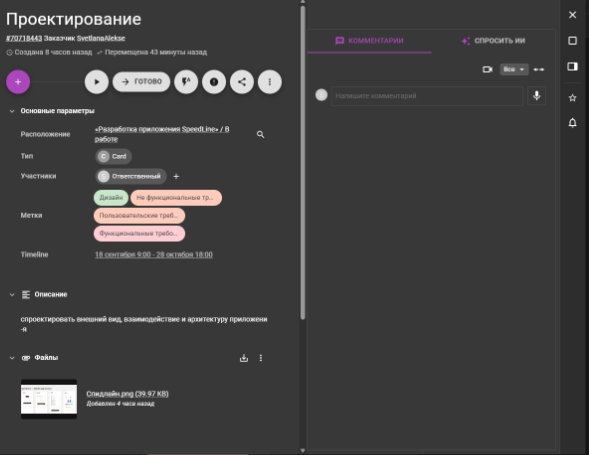 Проектирование
#70718443 Заказчик SvetlanaAlekse
Создана 8 часов назад Перемещена 43 минуты назад
ГОТОВО
Основные параметры
Расположение
«Разработка приложения SpeedLine» / В
работе
Тип
C Card
Участники
Ответственный +
Метки
Дизайн Не функциональные тр...
Пользовательские треб...
Функциональные требо...
Timeline
18 сентября 9:00 - 28 октября 18:00
Описание
спроектировать внешний вид, взаимодействие и архитектуру приложени
-я
Файлы
Спидлайн.png (39.97 KB)
Добавлен 4 часа назад
КОММЕНТАРИИ
СПРОСИТЬ ИИ
Все
Напишите комментарий